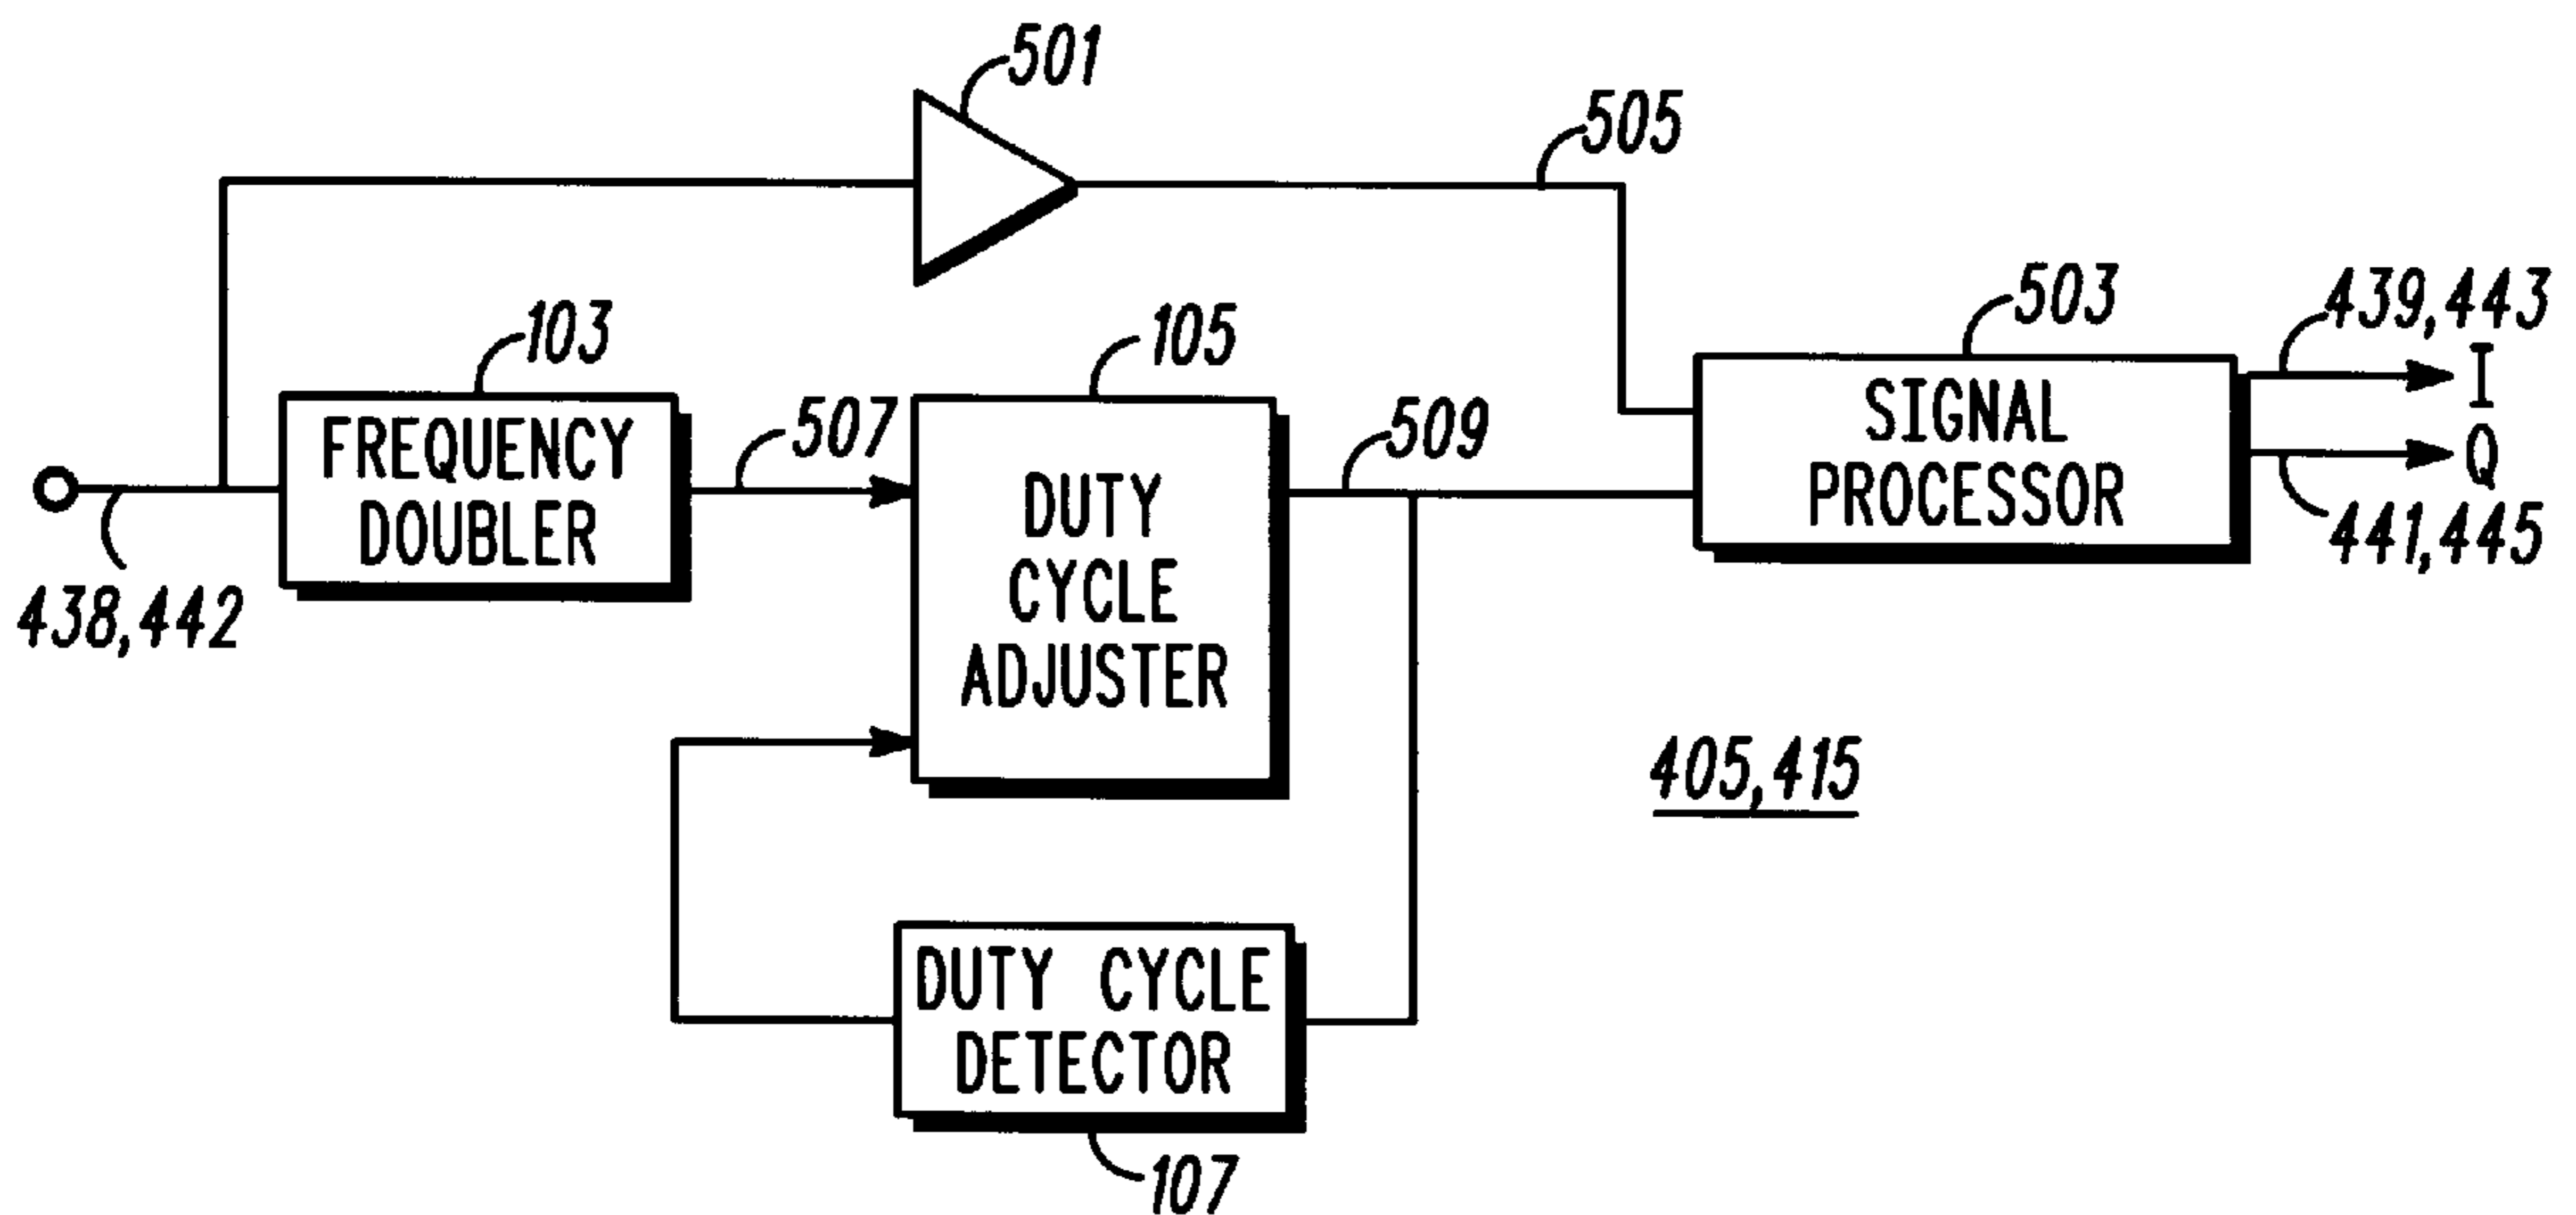 501
505
503
439,443
I
Q
441,445
103
FREQUENCY
DOUBLER
507
105
DUTY
CYCLE
ADJUSTER
509
SIGNAL
PROCESSOR
438,442
405,415
DUTY CYCLE
DETECTOR
107